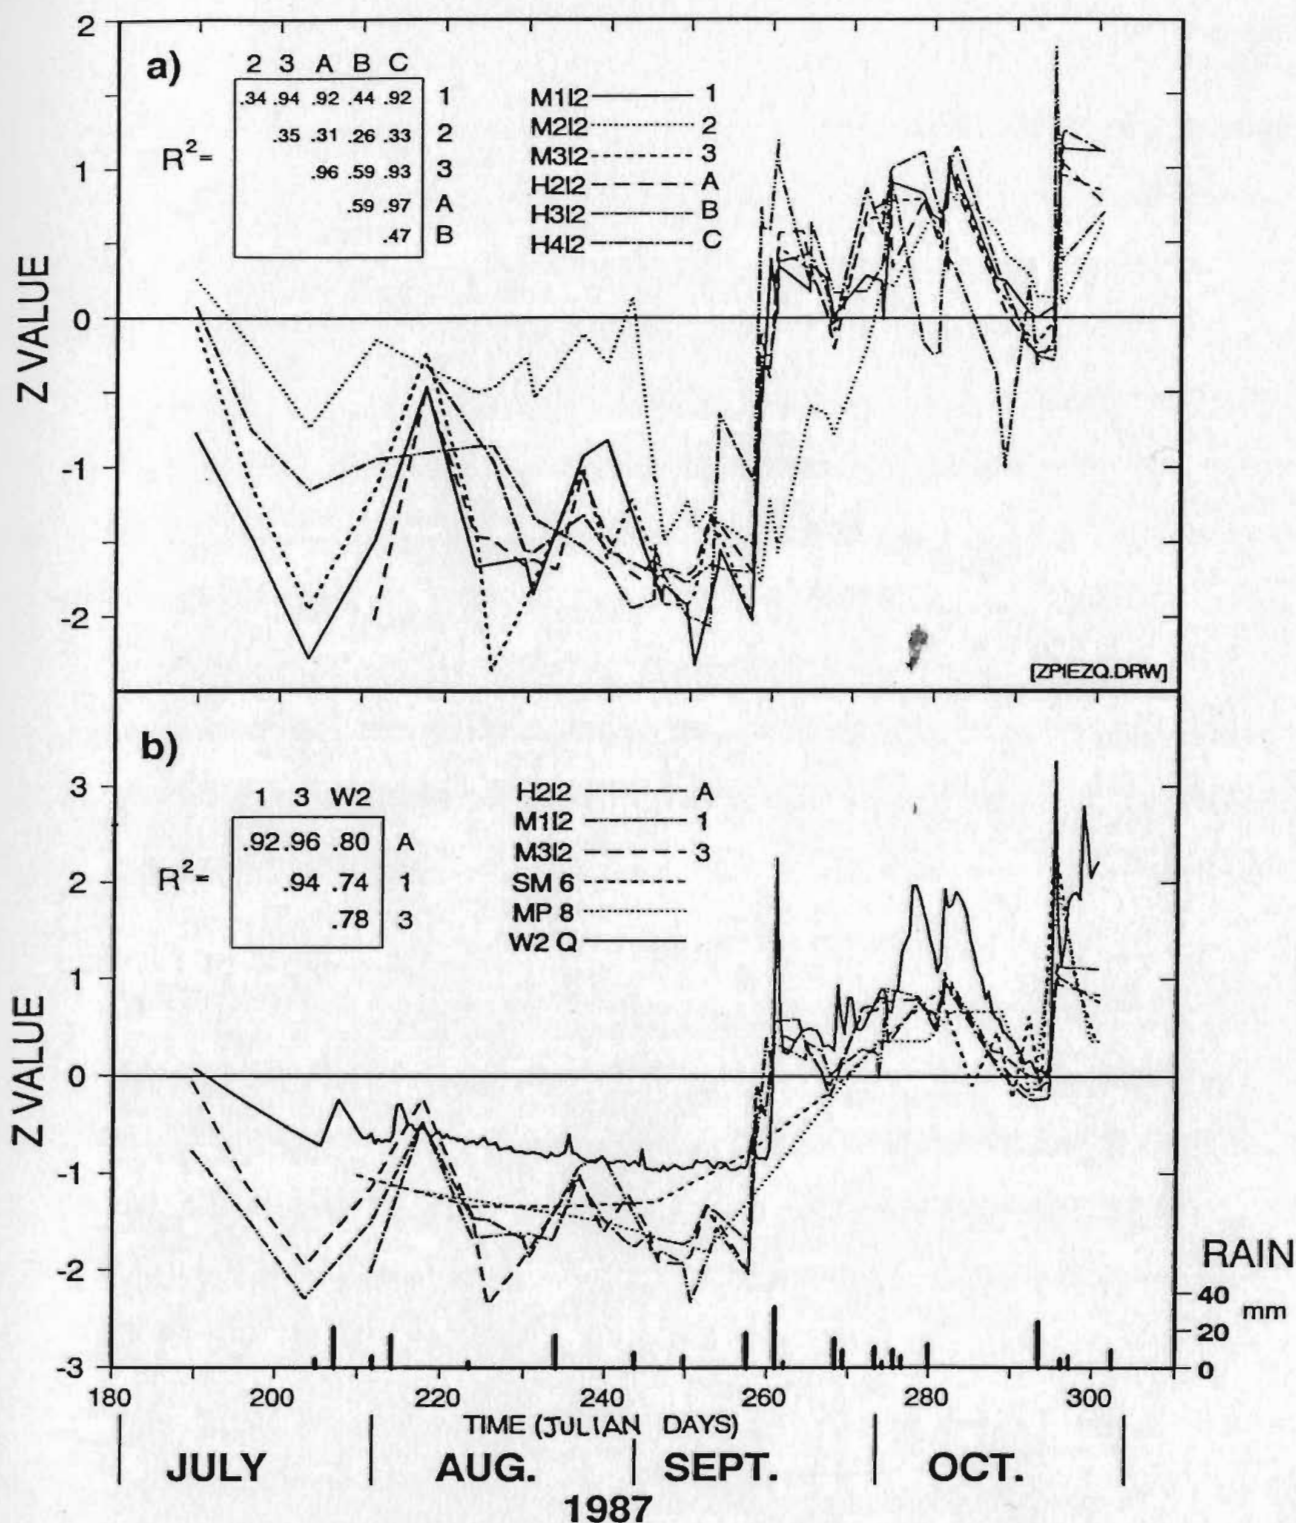 2
a)
2 3 A B C
.34 .94 .92 .44 .92 1
.35 .31 .26 .33 2
.96 .59 .93 3
.59 .97 A
.47 B
R²=
M1I2 1
M2I2 2
M3I2 3
H2I2 A
H3I2 B
H4I2 C
1
0
-1
-2
Z VALUE
[ZPIEZQ.DRW]
b)
1 3 W2
.92 .96 .80 A
.94 .74 1
.78 3
R²=
H2I2 A
M1I2 1
M3I2 3
SM 6
MP 8
W2 Q
3
2
1
0
-1
-2
-3
Z VALUE
RAIN
mm
40
20
0
180 200 220 240 260 280 300
TIME (JULIAN DAYS)
JULY AUG. SEPT. OCT.
1987